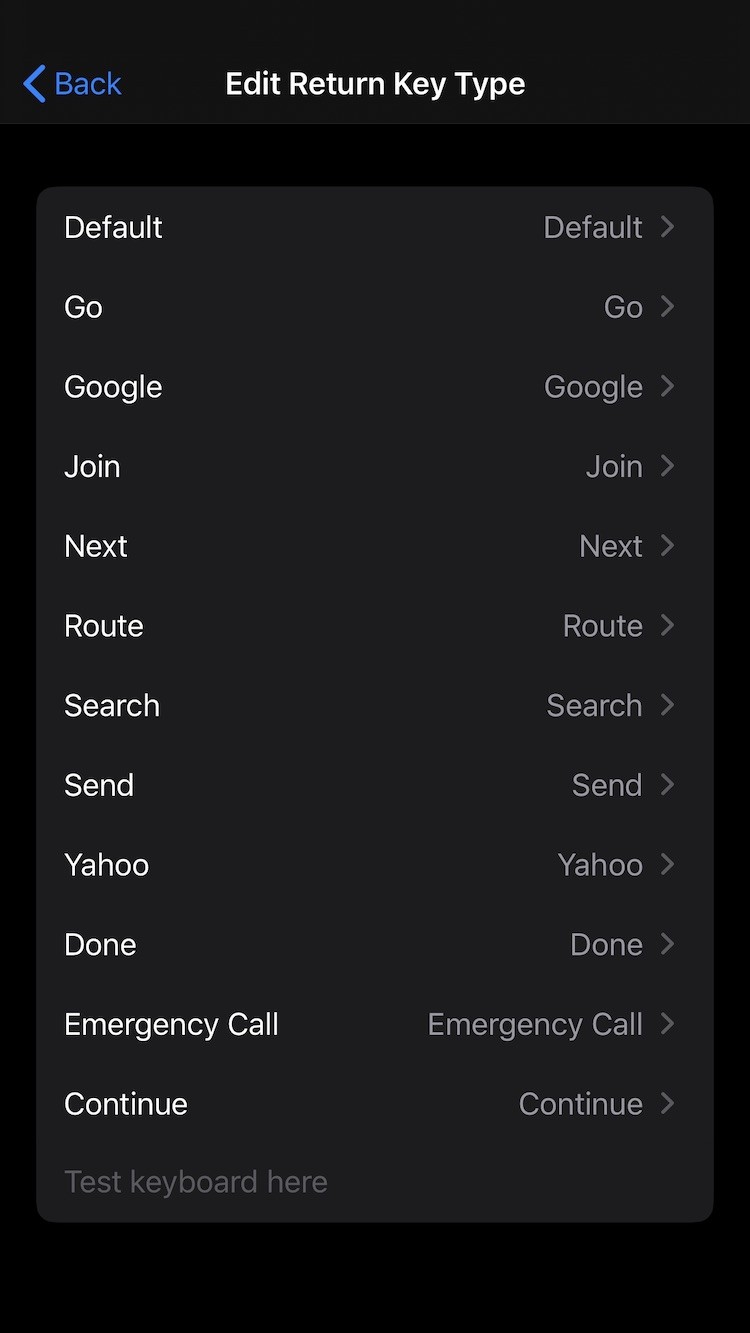 Back Edit Return Key Type
Default Default
Go Go
Google Google
Join Join
Next Next
Route Route
Search Search
Send Send
Yahoo Yahoo
Done Done
Emergency Call Emergency Call
Continue Continue
Test keyboard here